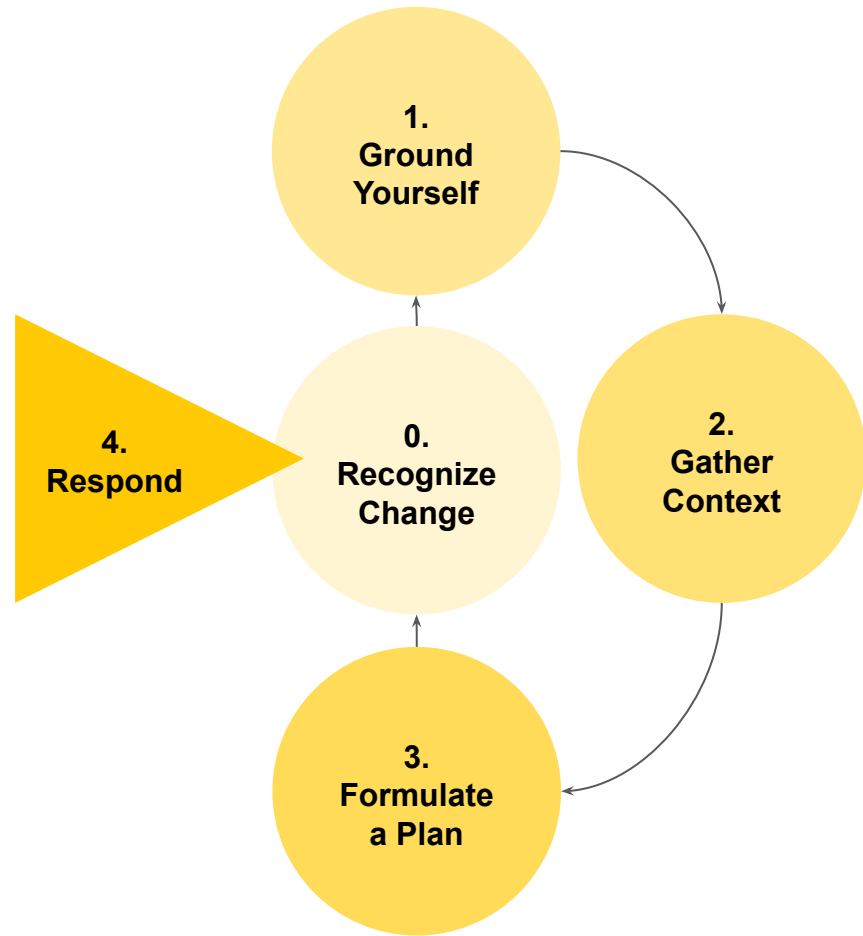 1.
Ground
Yourself
4.
Respond
0.
Recognize
Change
2.
Gather
Context
3.
Formulate
a Plan